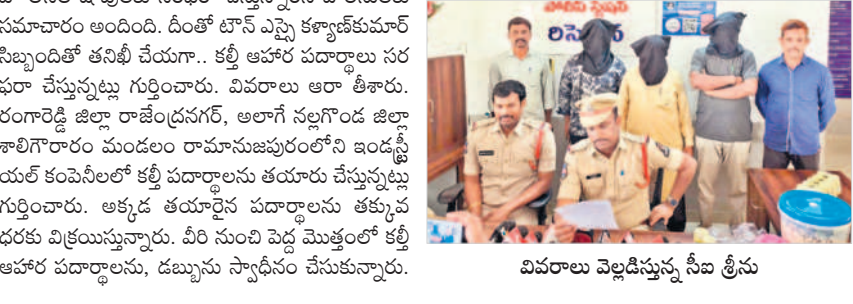 సమాచారం అందింది. దీంతో టౌన్ ఎస్సై కళ్యాణ్‌కుమార్
సిబ్బందితో తనిఖీ చేయగా.. కల్తీ ఆహార పదార్థాలు సర
ఫరా చేస్తున్నట్లు గుర్తించారు. వివరాలు ఆరా తీశారు.
రంగారెడ్డి జిల్లా రాజేంద్రనగర్, అలాగే నల్లగొండ జిల్లా
శాలిగౌరారం మండలం రామానుజపురంలోని ఇండస్ట్రీ
యల్ కంపెనీలలో కల్తీ పదార్థాలను తయారు చేస్తున్నట్లు
గుర్తించారు. అక్కడ తయారైన పదార్థాలను తక్కువ
ధరకు విక్రయిస్తున్నారు. వీరి నుంచి పెద్ద మొత్తంలో కల్తీ
ఆహార పదార్థాలను, డబ్బును స్వాధీనం చేసుకున్నారు.
పోలీస్ స్టేషన్
రిసెప్షన్
వివరాలు వెల్లడిస్తున్న సీఐ శ్రీను